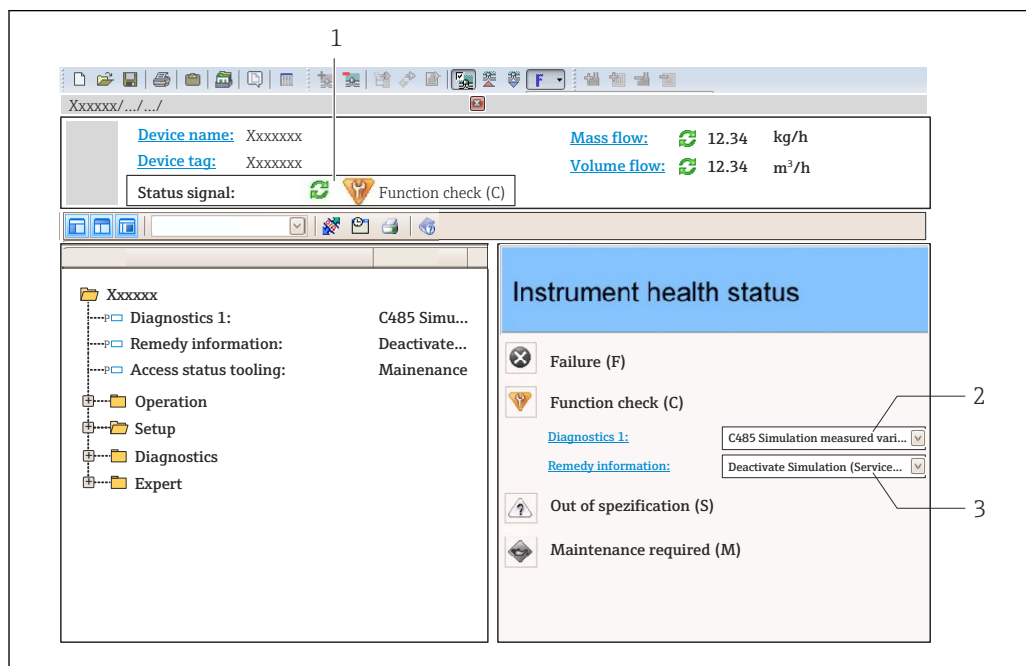 1
F
Xxxxxx/.../.../
Device name: Xxxxxxx
Mass flow: 12.34 kg/h
Device tag: Xxxxxxx
Volume flow: 12.34 m³/h
Status signal: Function check (C)
Xxxxxx
Instrument health status
P Diagnostics 1: C485 Simu...
P Remedy information: Deactivate...
P Access status tooling: Mainenance
Operation
Setup
Diagnostics
Expert
Failure (F)
Function check (C)
2
Diagnostics 1: C485 Simulation measured vari...
Remedy information: Deactivate Simulation (Service...
Out of spezification (S)
3
Maintenance required (M)